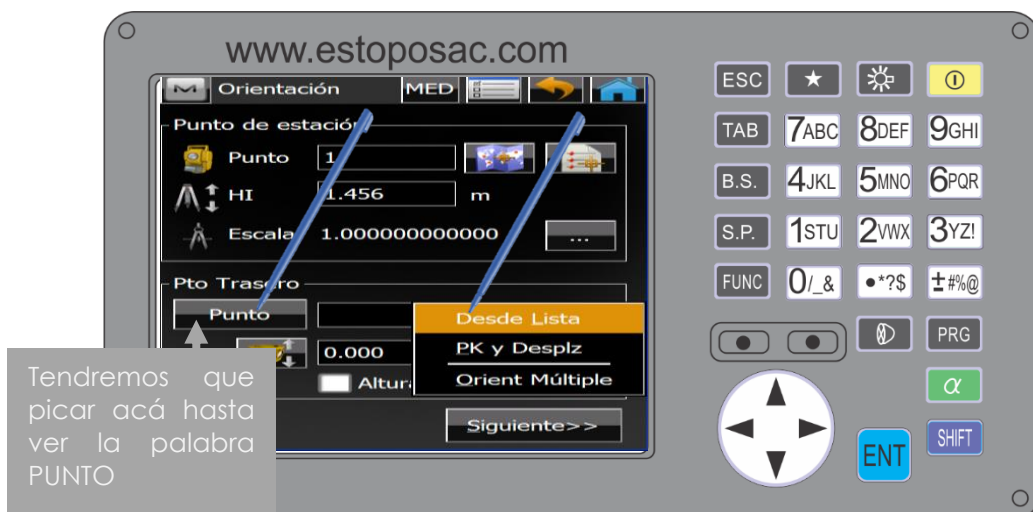 www.estoposac.com
Orientación MED
Punto de estación
Punto 1
HI 1.456 m
Escala 1.000000000000 ...
Pto Trasero
Punto
Desde Lista
0.000 PK y Desplz
Orient Múltiple
Siguiente>>
Tendremos que
picar acá hasta
ver la palabra
PUNTO
ESC
TAB 7ABC 8DEF 9GHI
B.S. 4JKL 5MNO 6PQR
S.P. 1STU 2VWX 3YZ!
FUNC 0/_& •*?$ ±#%@
PRG
α
ENT SHIFT